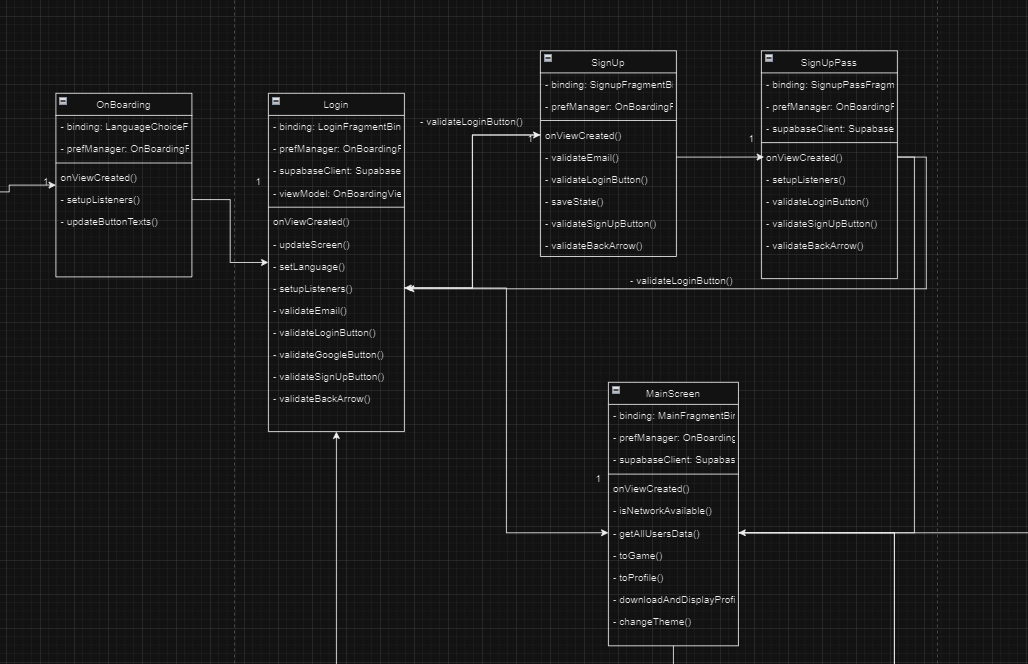 OnBoarding
- binding: LanguageChoiceF
- prefManager: OnBoardingF
1
onViewCreated()
- setupListeners()
- updateButtonTexts()
Login
- binding: LoginFragmentBin
- prefManager: OnBoardingF
- supabaseClient: Supabase
1
- viewModel: OnBoardingVie
onViewCreated()
- updateScreen()
- setLanguage()
- setupListeners()
- validateEmail()
- validateLoginButton()
- validateGoogleButton()
- validateSignUpButton()
- validateBackArrow()
- validateLoginButton()
SignUp
- binding: SignupFragmentBi
- prefManager: OnBoardingF
1
onViewCreated()
- validateEmail()
- validateLoginButton()
- saveState()
- validateSignUpButton()
- validateBackArrow()
SignUpPass
- binding: SignupPassFragm
- prefManager: OnBoardingF
- supabaseClient: Supabase
1
onViewCreated()
- setupListeners()
- validateLoginButton()
- validateSignUpButton()
- validateBackArrow()
- validateLoginButton()
MainScreen
- binding: MainFragmentBin
- prefManager: OnBoarding
- supabaseClient: Supabas
1
onViewCreated()
- isNetworkAvailable()
- getAllUsersData()
- toGame()
- toProfile()
- downloadAndDisplayProfi
- changeTheme()